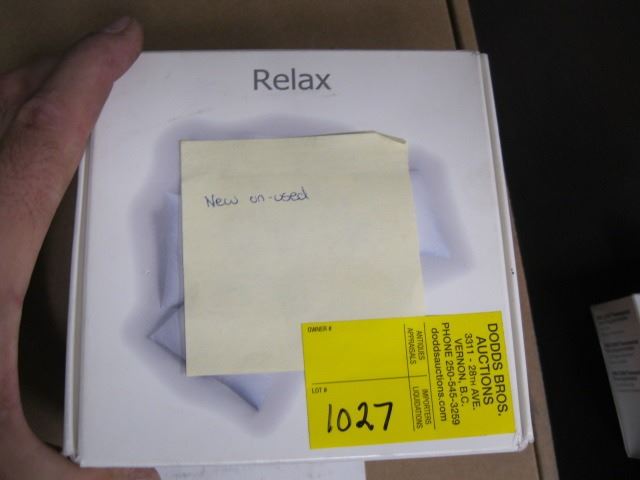 Relax
New un-used
DODDS BROS.
AUCTIONS
3311 - 28TH AVE.
VERNON, B.C.
PHONE 250-545-3259
doddsauctions.com
ANTIQUES
APPRAISALS
IMPORTERS
LIQUIDATIONS
OWNER #
LOT #
1027